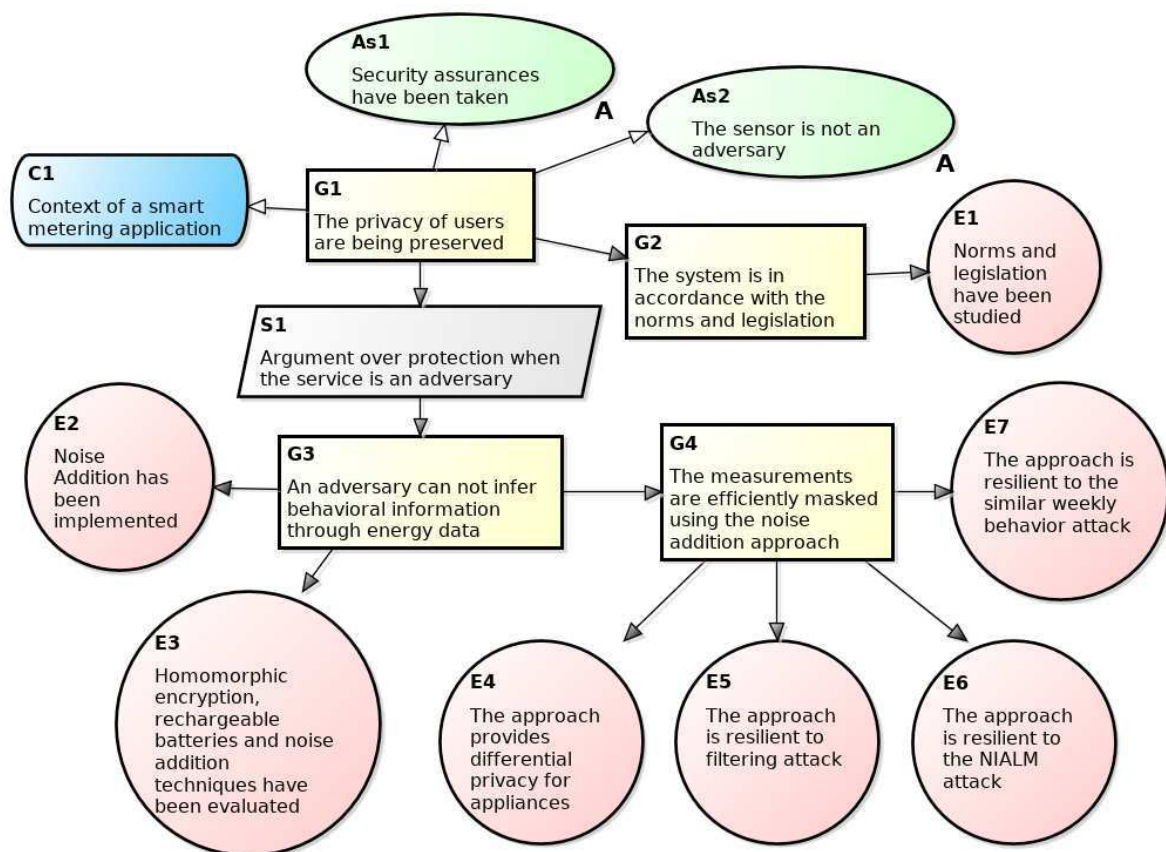 As1
Security assurances
have been taken
A
As2
The sensor is not an
adversary
A
C1
Context of a smart
metering application
G1
The privacy of users
are being preserved
G2
The system is in
accordance with the
norms and legislation
E1
Norms and
legislation
have been
studied
S1
Argument over protection when
the service is an adversary
E2
Noise
Addition has
been
implemented
G3
An adversary can not infer
behavioral information
through energy data
G4
The measurements
are efficiently masked
using the noise
addition approach
E7
The approach is
resilient to the
similar weekly
behavior attack
E3
Homomorphic
encryption,
rechargeable
batteries and noise
addition
techniques have
been evaluated
E4
The approach
provides
differential
privacy for
appliances
E5
The approach
is resilient to
filtering attack
E6
The approach
is resilient to
the NIALM
attack